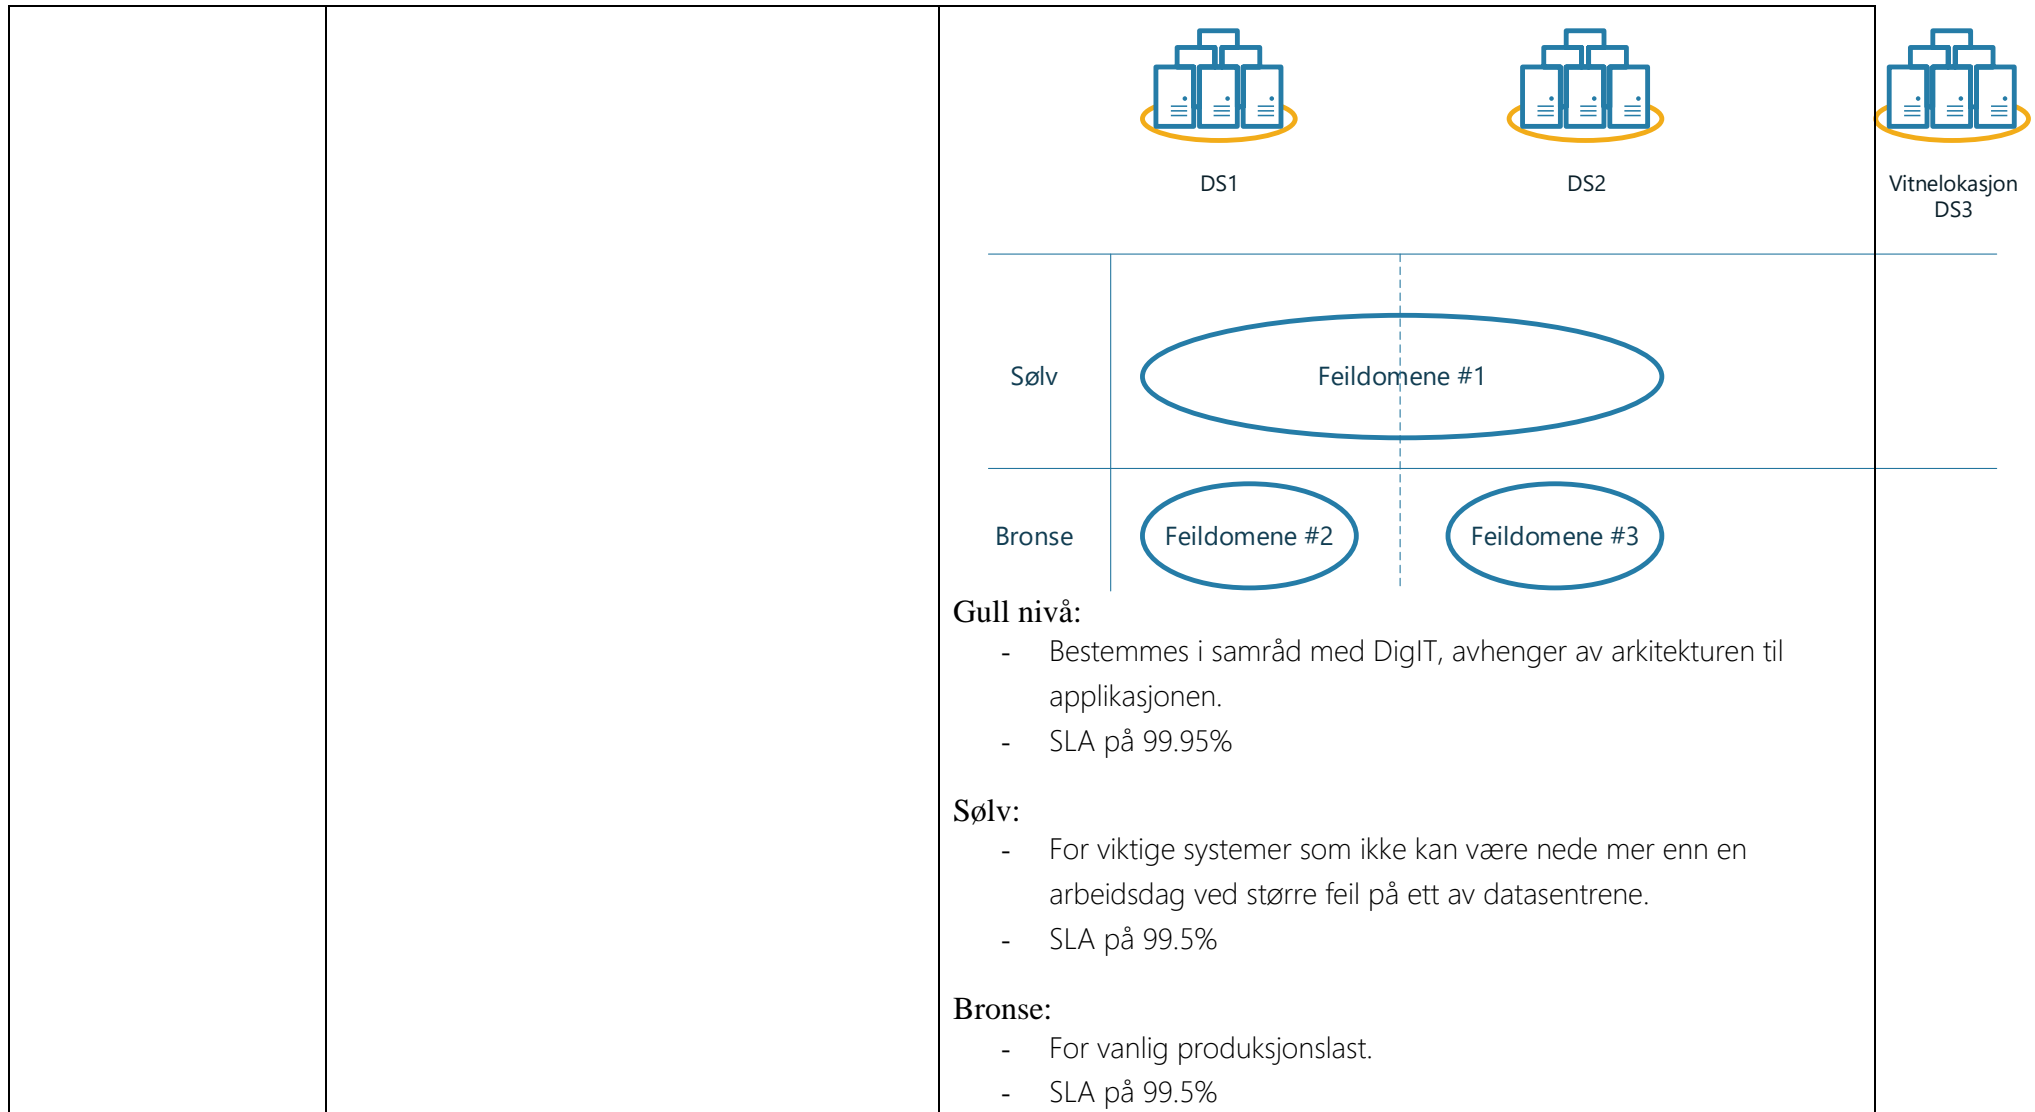 DS1
DS2
Vitnelokasjon
DS3
Sølv
Feildomene #1
Bronse
Feildomene #2
Feildomene #3
Gull nivå:
- Bestemmes i samråd med DigIT, avhenger av arkitekturen til
applikasjonen.
- SLA på 99.95%
Sølv:
- For viktige systemer som ikke kan være nede mer enn en
arbeidsdag ved større feil på ett av datasentrene.
- SLA på 99.5%
Bronse:
- For vanlig produksjonslast.
- SLA på 99.5%